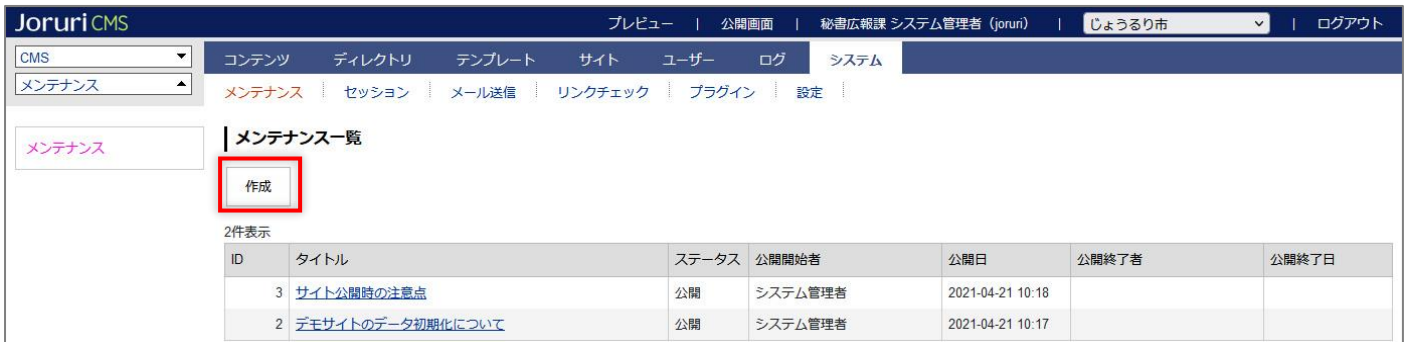 Joruri CMS プレビュー | 公開画面 | 秘書広報課 システム管理者（joruri） | じょうるり市 | ログアウト
CMS
メンテナンス
コンテンツ ディレクトリ テンプレート サイト ユーザー ログ システム
メンテナンス セッション メール送信 リンクチェック プラグイン 設定
メンテナンス
メンテナンス一覧
作成
2件表示
ID タイトル ステータス 公開開始者 公開日 公開終了者 公開終了日
3 サイト公開時の注意点 公開 システム管理者 2021-04-21 10:18
2 デモサイトのデータ初期化について 公開 システム管理者 2021-04-21 10:17